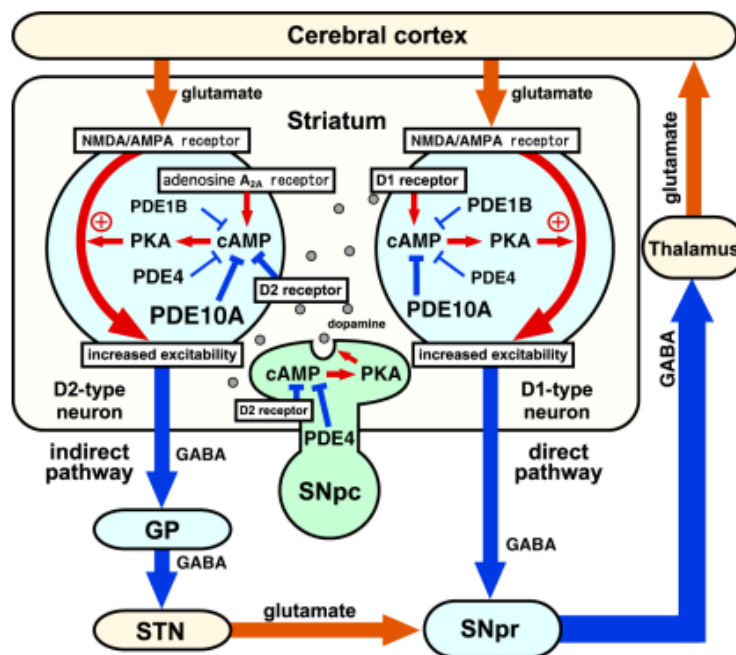 Cerebral cortex
glutamate
glutamate
Striatum
NMDA/AMPA receptor
NMDA/AMPA receptor
adenosine A2A receptor
D1 receptor
PDE1B
PDE1B
PKA
cAMP
cAMP
PKA
PDE4
PDE4
D2 receptor
PDE10A
PDE10A
dopamine
increased excitability
increased excitability
cAMP
PKA
D2-type
neuron
D2 receptor
PDE4
D1-type
neuron
indirect
pathway
GABA
SNpc
direct
pathway
GP
GABA
GABA
STN
glutamate
SNpr
glutamate
Thalamus
GABA